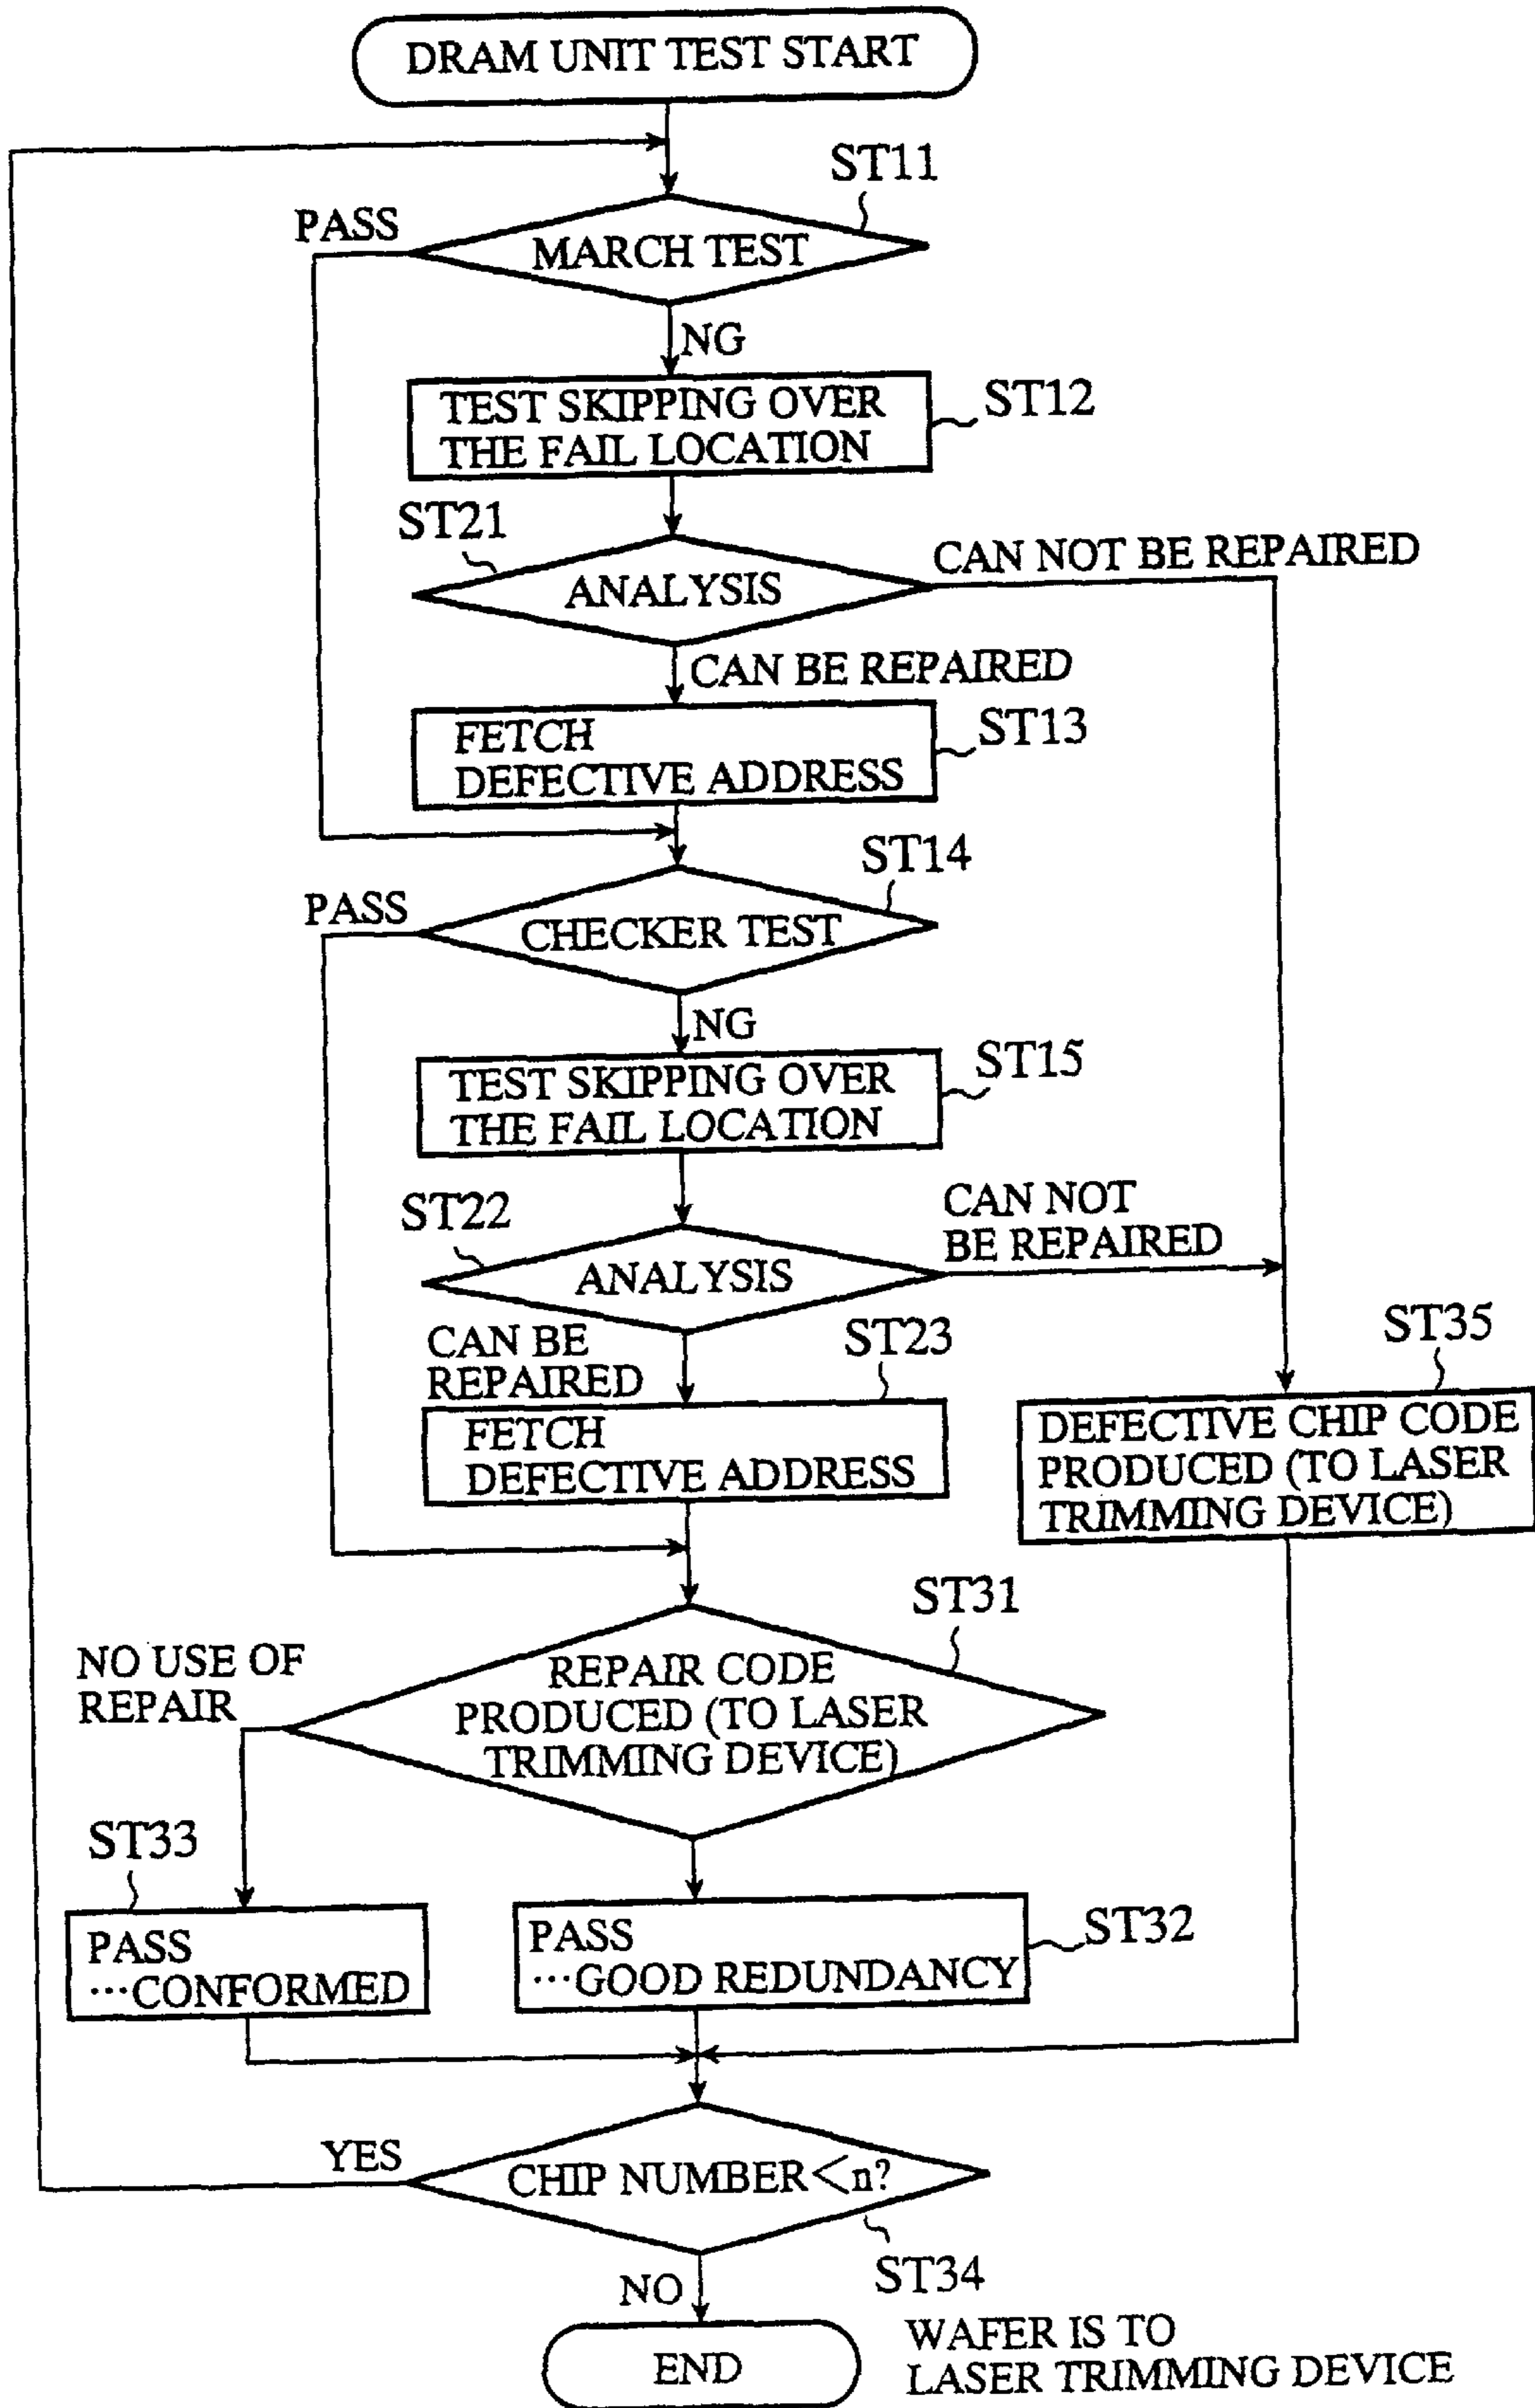 DRAM UNIT TEST START
ST11
PASS
MARCH TEST
NG
TEST SKIPPING OVER
THE FAIL LOCATION
ST12
ST21
ANALYSIS
CAN NOT BE REPAIRED
CAN BE REPAIRED
FETCH
DEFECTIVE ADDRESS
ST13
ST14
PASS
CHECKER TEST
NG
TEST SKIPPING OVER
THE FAIL LOCATION
ST15
ST22
ANALYSIS
CAN NOT
BE REPAIRED
CAN BE
REPAIRED
ST23
FETCH
DEFECTIVE ADDRESS
ST35
DEFECTIVE CHIP CODE
PRODUCED (TO LASER
TRIMMING DEVICE)
ST31
NO USE OF
REPAIR
REPAIR CODE
PRODUCED (TO LASER
TRIMMING DEVICE)
ST33
PASS
···CONFORMED
PASS
···GOOD REDUNDANCY
ST32
YES
CHIP NUMBER<n?
ST34
NO
END
WAFER IS TO
LASER TRIMMING DEVICE